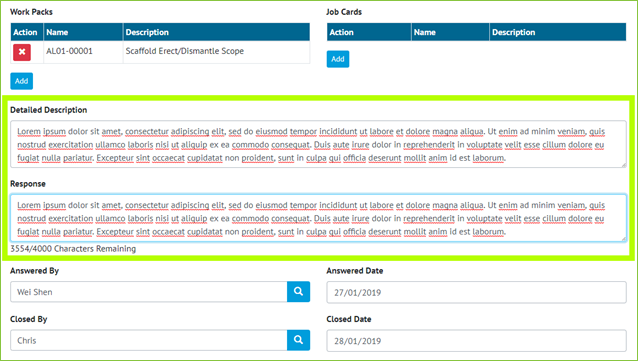 Work Packs
Job Cards
Action Name Description
Action Name Description
AL01-00001 Scaffold Erect/Dismantle Scope
Add
Add
Detailed Description
Lorem ipsum dolor sit amet, consectetur adipiscing elit, sed do eiusmod tempor incididunt ut labore et dolore magna aliqua. Ut enim ad minim veniam, quis
nostrud exercitation ullamco laboris nisi ut aliquip ex ea commodo consequat. Duis aute irure dolor in reprehenderit in voluptate velit esse cillum dolore eu
fugiat nulla pariatur. Excepteur sint occaecat cupidatat non proident, sunt in culpa qui officia deserunt mollit anim id est laborum.
Response
Lorem ipsum dolor sit amet, consectetur adipiscing elit, sed do eiusmod tempor incididunt ut labore et dolore magna aliqua. Ut enim ad minim veniam, quis
nostrud exercitation ullamco laboris nisi ut aliquip ex ea commodo consequat. Duis aute irure dolor in reprehenderit in voluptate velit esse cillum dolore eu
fugiat nulla pariatur. Excepteur sint occaecat cupidatat non proident, sunt in culpa qui officia deserunt mollit anim id est laborum.
3554/4000 Characters Remaining
Answered By
Answered Date
Wei Shen
27/01/2019
Closed By
Closed Date
Chris
28/01/2019